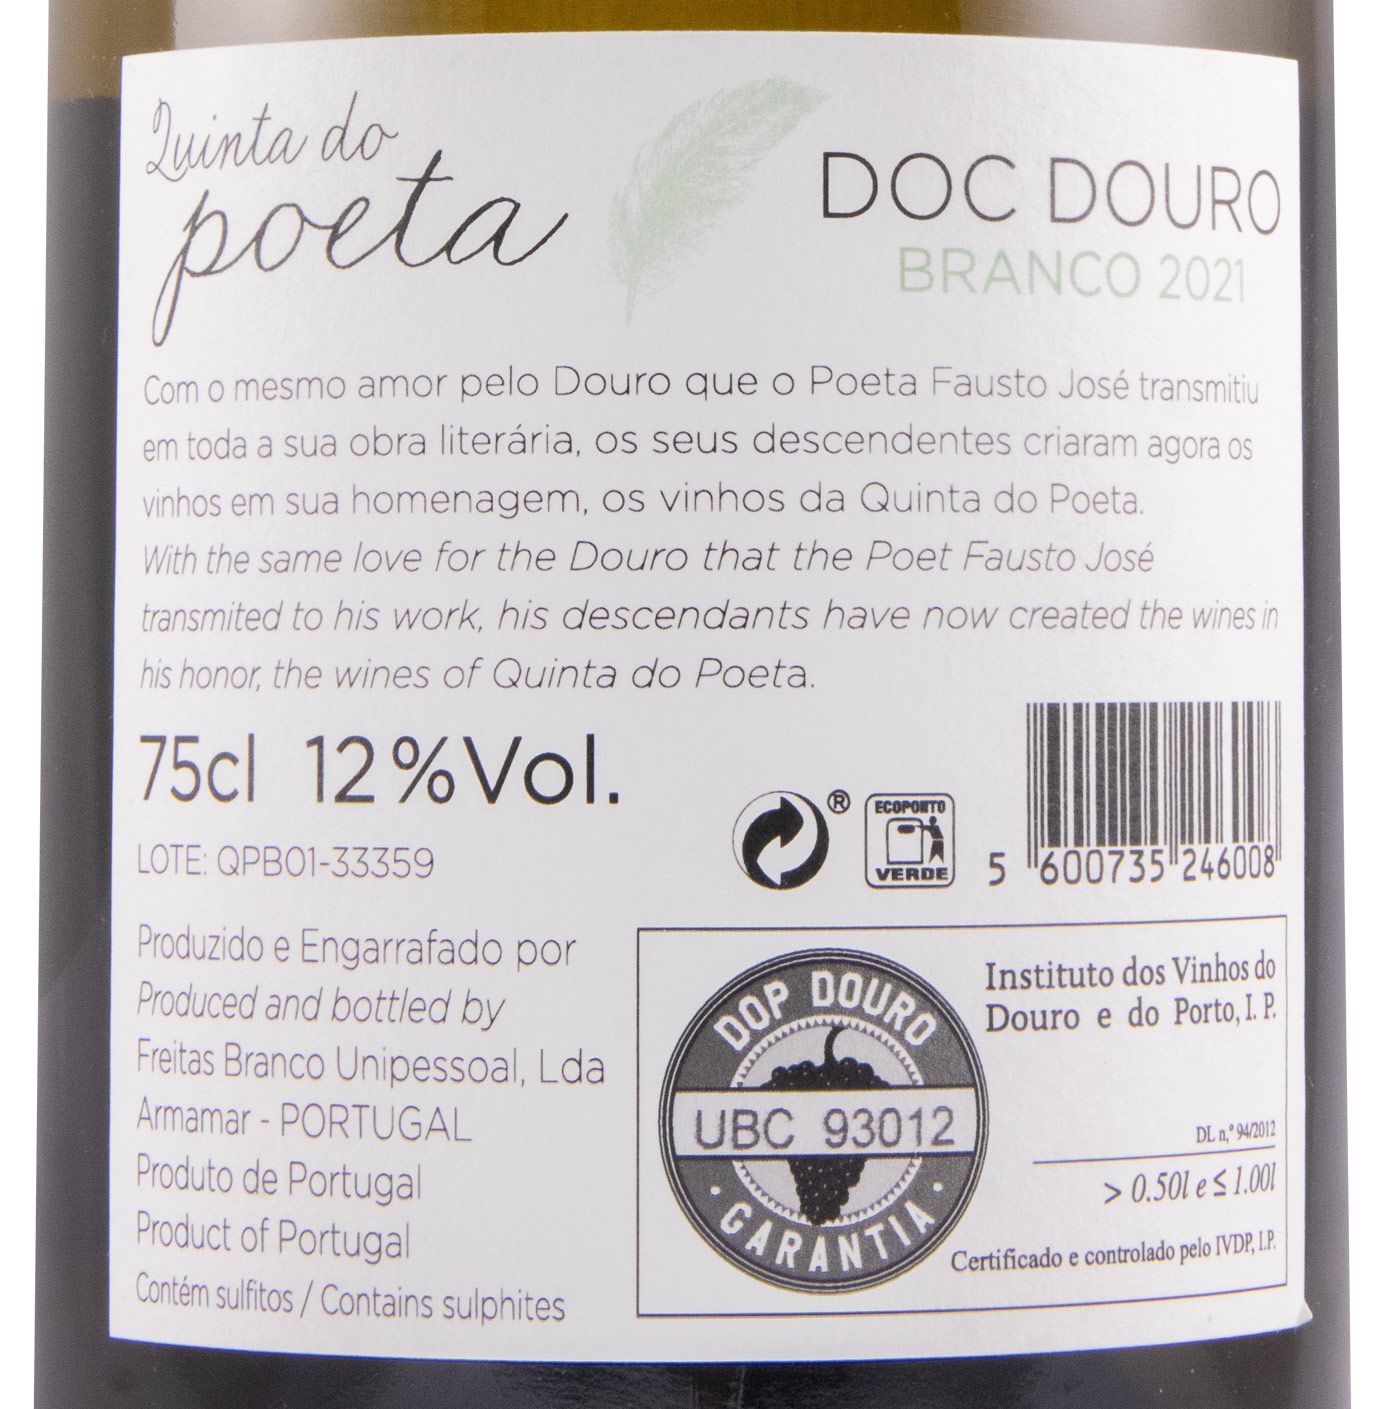 Quinta do
poeta
DOC DOURO
BRANCO 2021
Com o mesmo amor pelo Douro que o Poeta Fausto José transmitiu
em toda a sua obra literária, os seus descendentes criaram agora os
vinhos em sua homenagem, os vinhos da Quinta do Poeta.
With the same love for the Douro that the Poet Fausto José
transmited to his work, his descendants have now created the wines in
his honor, the wines of Quinta do Poeta.
75cl 12%Vol.
LOTE: QPB01-33359
®
ECOPONTO
VERDE
5 600735 246008
Produzido e Engarrafado por
Produced and bottled by
Freitas Branco Unipessoal, Lda
Armamar - PORTUGAL
Produto de Portugal
Product of Portugal
Contém sulfitos / Contains sulphites
DOP DOURO
UBC 93012
GARANTIA
Instituto dos Vinhos do
Douro e do Porto, I. P.
DL n,º 94/2012
> 0.50l e ≤ 1.00l
Certificado e controlado pelo IVDP, I.P.